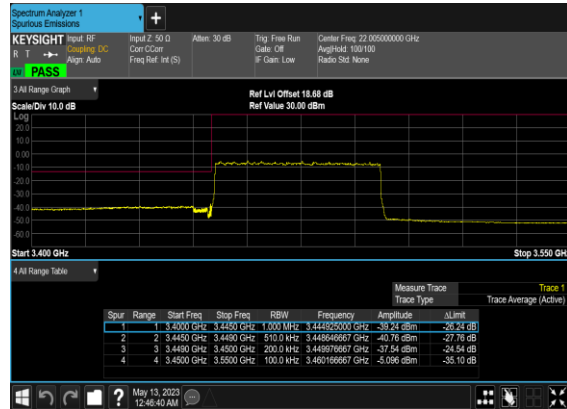 Spectrum Analyzer 1
Spurious Emissions
+
KEYSIGHT Input: RF Input Z: 50 Ω Atten: 30 dB Trig: Free Run Center Freq: 22.005000000 GHz
R T Coupling: DC Corr CCorr Gate: Off Avg|Hold: 100/100
Align: Auto Freq Ref: Int (S) IF Gain: Low Radio Std: None
PASS
3 All Range Graph
Ref Lvl Offset 18.68 dB
Scale/Div 10.0 dB Ref Value 30.00 dBm
Log
20.0
10.0
0.00
-10.0
-20.0
-30.0
-40.0
-50.0
-60.0
Start 3.400 GHz Stop 3.550 GHz
4 All Range Table
Measure Trace Trace 1
Trace Type Trace Average (Active)
Spur Range Start Freq Stop Freq RBW Frequency Amplitude ΔLimit
1 1 3.4000 GHz 3.4450 GHz 1.000 MHz 3.444925000 GHz -39.24 dBm -26.24 dB
2 2 3.4450 GHz 3.4490 GHz 510.0 kHz 3.448646667 GHz -40.76 dBm -27.76 dB
3 3 3.4490 GHz 3.4500 GHz 200.0 kHz 3.449976667 GHz -37.54 dBm -24.54 dB
4 4 3.4500 GHz 3.5500 GHz 100.0 kHz 3.460166667 GHz -5.096 dBm -35.10 dB
? May 13, 2023
12:46:40 AM